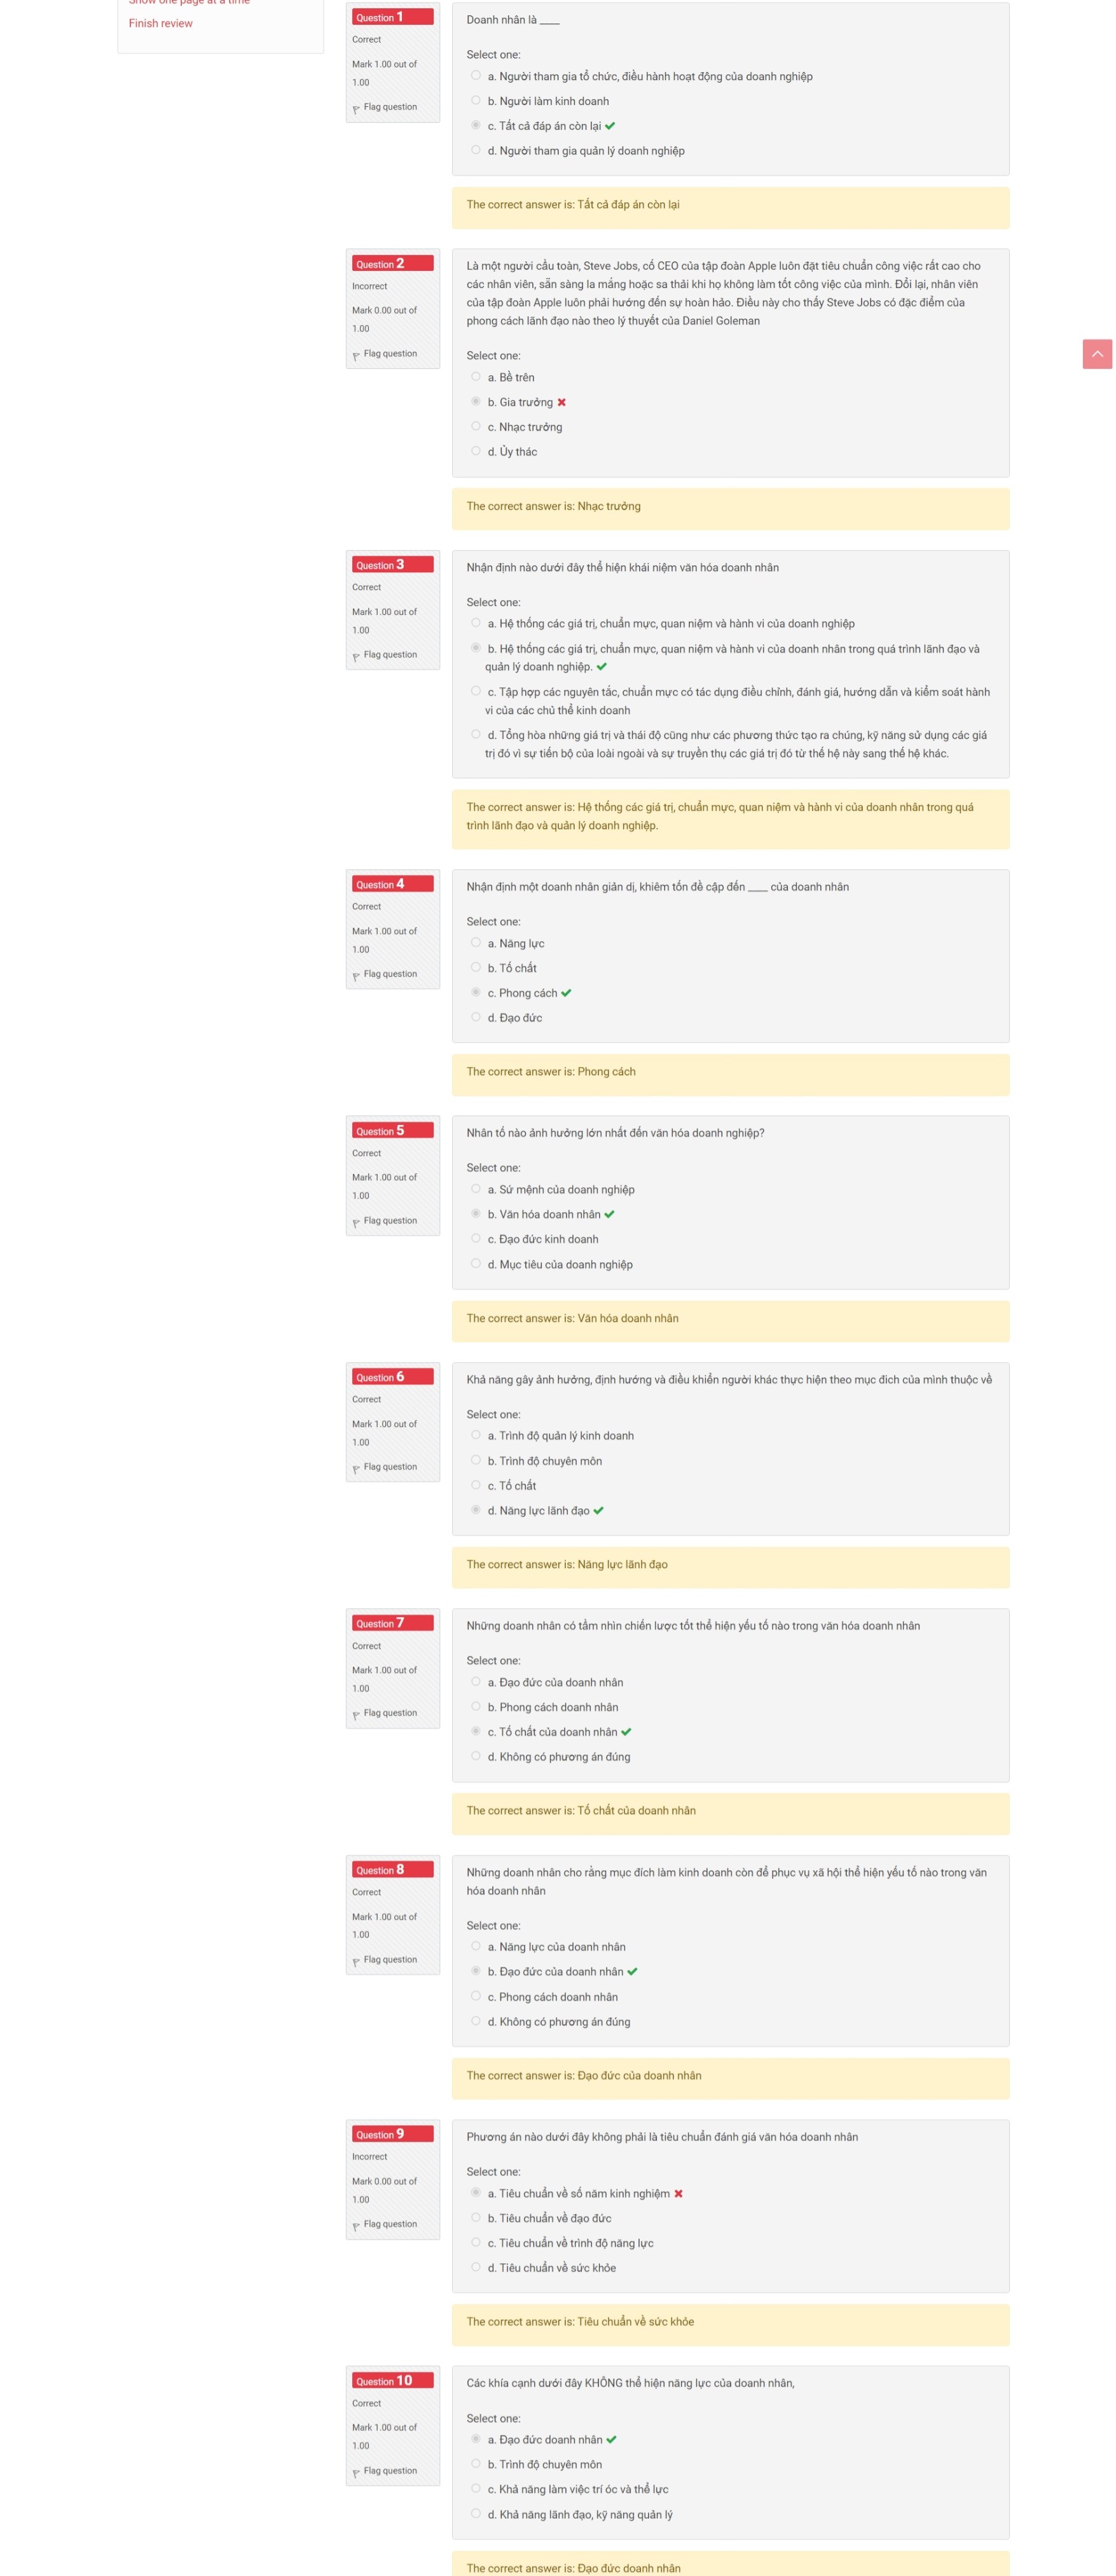 Show one page at a time
Finish review
Question 1
Correct
Mark 1.00 out of
1.00
Flag question
Doanh nhân là ____
Select one:
a. Người tham gia tổ chức, điều hành hoạt động của doanh nghiệp
b. Người làm kinh doanh
c. Tất cả đáp án còn lại
d. Người tham gia quản lý doanh nghiệp
The correct answer is: Tất cả đáp án còn lại
Question 2
Incorrect
Mark 0.00 out of
1.00
Flag question
Là một người cầu toàn, Steve Jobs, cố CEO của tập đoàn Apple luôn đặt tiêu chuẩn công việc rất cao cho
các nhân viên, sẵn sàng la mắng hoặc sa thải khi họ không làm tốt công việc của mình. Đổi lại, nhân viên
của tập đoàn Apple luôn phải hướng đến sự hoàn hảo. Điều này cho thấy Steve Jobs có đặc điểm của
phong cách lãnh đạo nào theo lý thuyết của Daniel Goleman
Select one:
a. Bề trên
b. Gia trưởng
c. Nhạc trưởng
d. Ủy thác
The correct answer is: Nhạc trưởng
Question 3
Correct
Mark 1.00 out of
1.00
Flag question
Nhận định nào dưới đây thể hiện khái niệm văn hóa doanh nhân
Select one:
a. Hệ thống các giá trị, chuẩn mực, quan niệm và hành vi của doanh nghiệp
b. Hệ thống các giá trị, chuẩn mực, quan niệm và hành vi của doanh nhân trong quá trình lãnh đạo và
quản lý doanh nghiệp.
c. Tập hợp các nguyên tắc, chuẩn mực có tác dụng điều chỉnh, đánh giá, hướng dẫn và kiểm soát hành
vi của các chủ thể kinh doanh
d. Tổng hòa những giá trị và thái độ cũng như các phương thức tạo ra chúng, kỹ năng sử dụng các giá
trị đó vì sự tiến bộ của loài ngoài và sự truyền thụ các giá trị đó từ thế hệ này sang thế hệ khác.
The correct answer is: Hệ thống các giá trị, chuẩn mực, quan niệm và hành vi của doanh nhân trong quá
trình lãnh đạo và quản lý doanh nghiệp.
Question 4
Correct
Mark 1.00 out of
1.00
Flag question
Nhận định một doanh nhân giản dị, khiêm tốn đề cập đến ____ của doanh nhân
Select one:
a. Năng lực
b. Tố chất
c. Phong cách
d. Đạo đức
The correct answer is: Phong cách
Question 5
Correct
Mark 1.00 out of
1.00
Flag question
Nhân tố nào ảnh hưởng lớn nhất đến văn hóa doanh nghiệp?
Select one:
a. Sứ mệnh của doanh nghiệp
b. Văn hóa doanh nhân
c. Đạo đức kinh doanh
d. Mục tiêu của doanh nghiệp
The correct answer is: Văn hóa doanh nhân
Question 6
Correct
Mark 1.00 out of
1.00
Flag question
Khả năng gây ảnh hưởng, định hướng và điều khiển người khác thực hiện theo mục đich của mình thuộc về
Select one:
a. Trình độ quản lý kinh doanh
b. Trình độ chuyên môn
c. Tố chất
d. Năng lực lãnh đạo
The correct answer is: Năng lực lãnh đạo
Question 7
Correct
Mark 1.00 out of
1.00
Flag question
Những doanh nhân có tầm nhìn chiến lược tốt thể hiện yếu tố nào trong văn hóa doanh nhân
Select one:
a. Đạo đức của doanh nhân
b. Phong cách doanh nhân
c. Tố chất của doanh nhân
d. Không có phương án đúng
The correct answer is: Tố chất của doanh nhân
Question 8
Correct
Mark 1.00 out of
1.00
Flag question
Những doanh nhân cho rằng mục đích làm kinh doanh còn để phục vụ xã hội thể hiện yếu tố nào trong văn
hóa doanh nhân
Select one:
a. Năng lực của doanh nhân
b. Đạo đức của doanh nhân
c. Phong cách doanh nhân
d. Không có phương án đúng
The correct answer is: Đạo đức của doanh nhân
Question 9
Incorrect
Mark 0.00 out of
1.00
Flag question
Phương án nào dưới đây không phải là tiêu chuẩn đánh giá văn hóa doanh nhân
Select one:
a. Tiêu chuẩn về số năm kinh nghiệm
b. Tiêu chuẩn về đạo đức
c. Tiêu chuẩn về trình độ năng lực
d. Tiêu chuẩn về sức khỏe
The correct answer is: Tiêu chuẩn về sức khỏe
Question 10
Correct
Mark 1.00 out of
1.00
Flag question
Các khía cạnh dưới đây KHÔNG thể hiện năng lực của doanh nhân,
Select one:
a. Đạo đức doanh nhân
b. Trình độ chuyên môn
c. Khả năng làm việc trí óc và thể lực
d. Khả năng lãnh đạo, kỹ năng quản lý
The correct answer is: Đạo đức doanh nhân